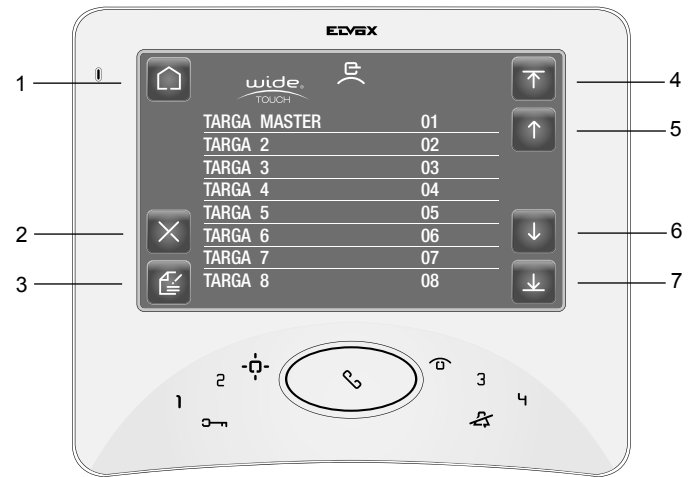 ELVOX
1
wide®
TOUCH
4
TARGA MASTER 01
5
TARGA 2 02
TARGA 3 03
TARGA 4 04
TARGA 5 05
2
TARGA 6 06
6
TARGA 7 07
3
TARGA 8 08
7
1
2
3
4